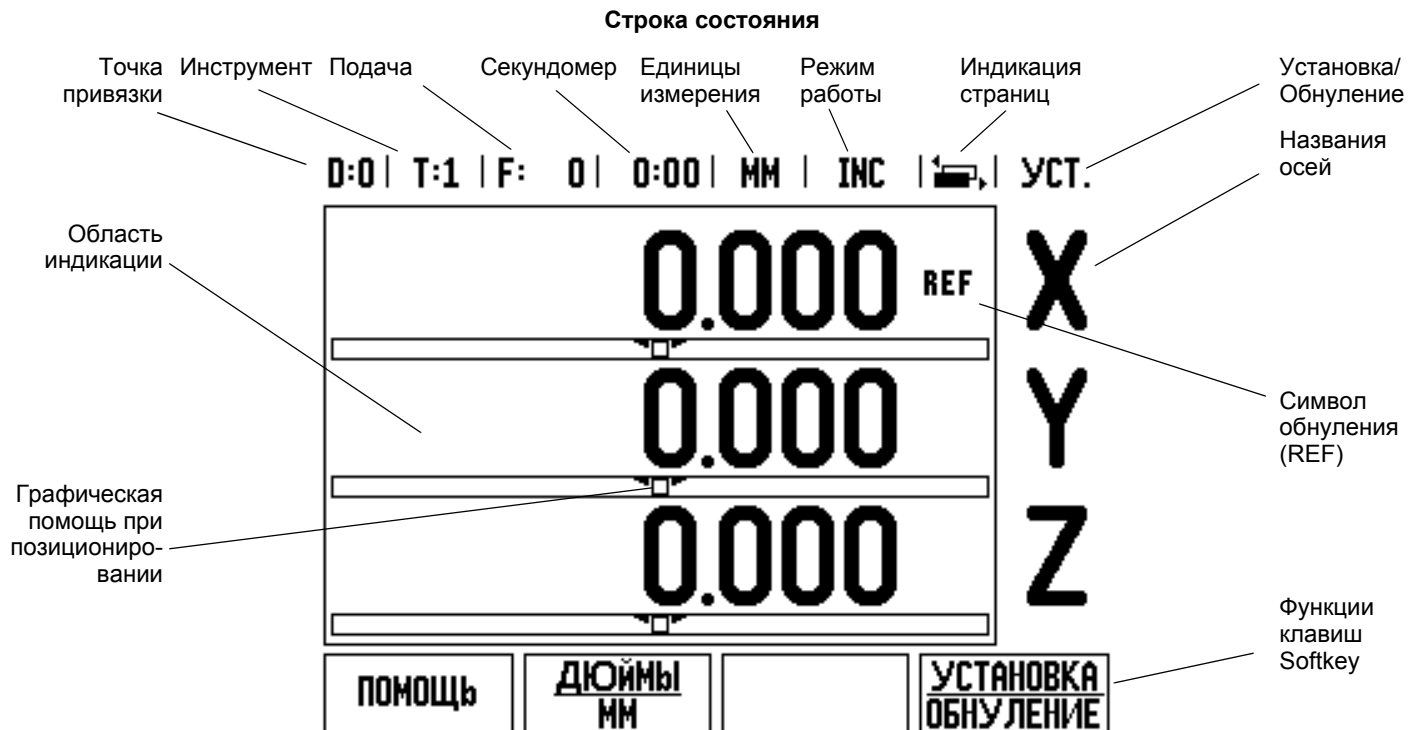 Строка состояния
Точка
привязки
Инструмент
Подача
Секундомер
Единицы
измерения
Режим
работы
Индикация
страниц
Установка/
Обнуление
Названия
осей
D:0 | T:1 | F: 0 | 0:00 | MM | INC | | УСТ.
Область
индикации
0.000 REF X
0.000 Y
Символ
обнуления
(REF)
Графическая
помощь при
позициониро-
вании
0.000 Z
Функции
клавиш
Softkey
ПОМОЩЬ
ДЮЙМЫ
ММ
УСТАНОВКА
ОБНУЛЕНИЕ